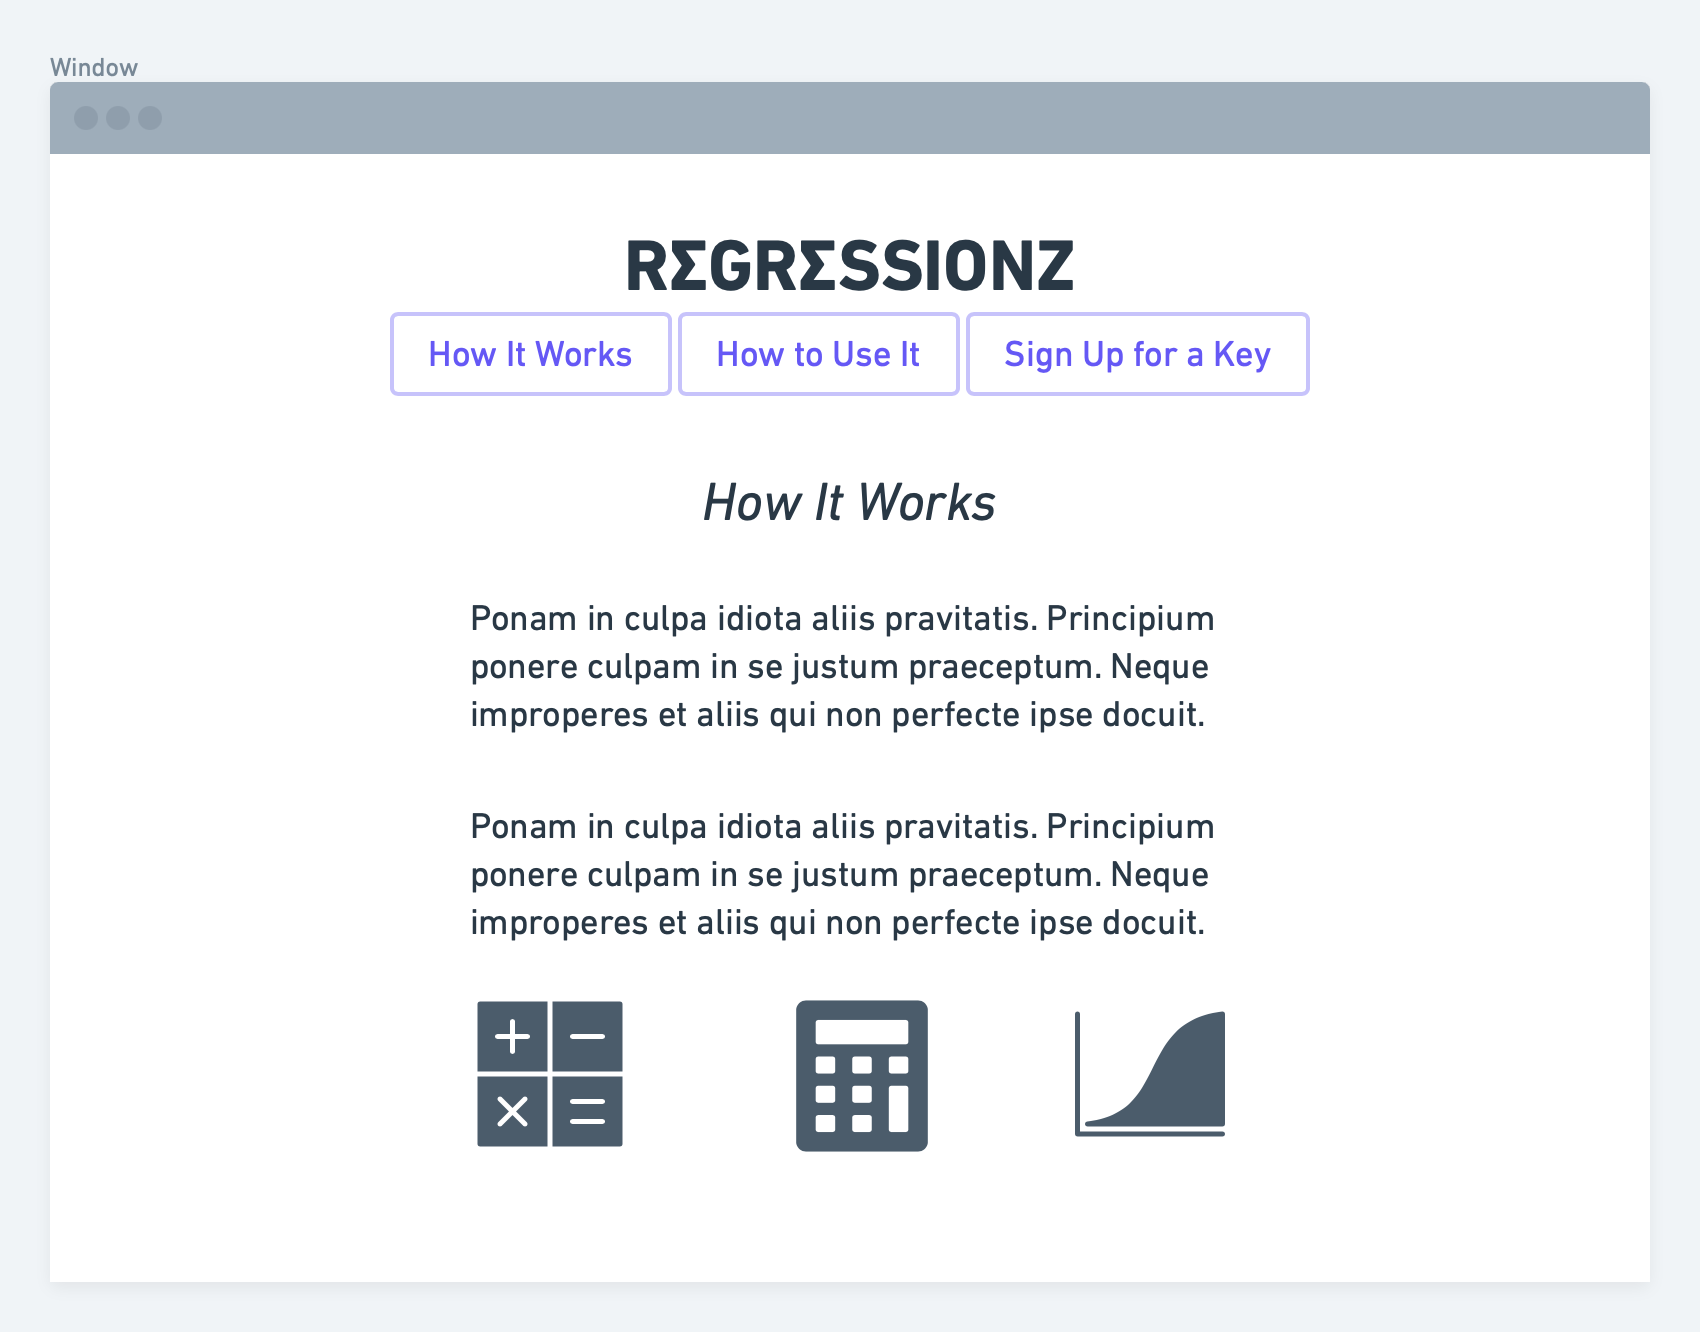 Window
RΣGRΣSSIONZ
How It Works
How to Use It
Sign Up for a Key
How It Works
Ponam in culpa idiota aliis pravitatis. Principium
ponere culpam in se justum praeceptum. Neque
improperes et aliis qui non perfecte ipse docuit.
Ponam in culpa idiota aliis pravitatis. Principium
ponere culpam in se justum praeceptum. Neque
improperes et aliis qui non perfecte ipse docuit.